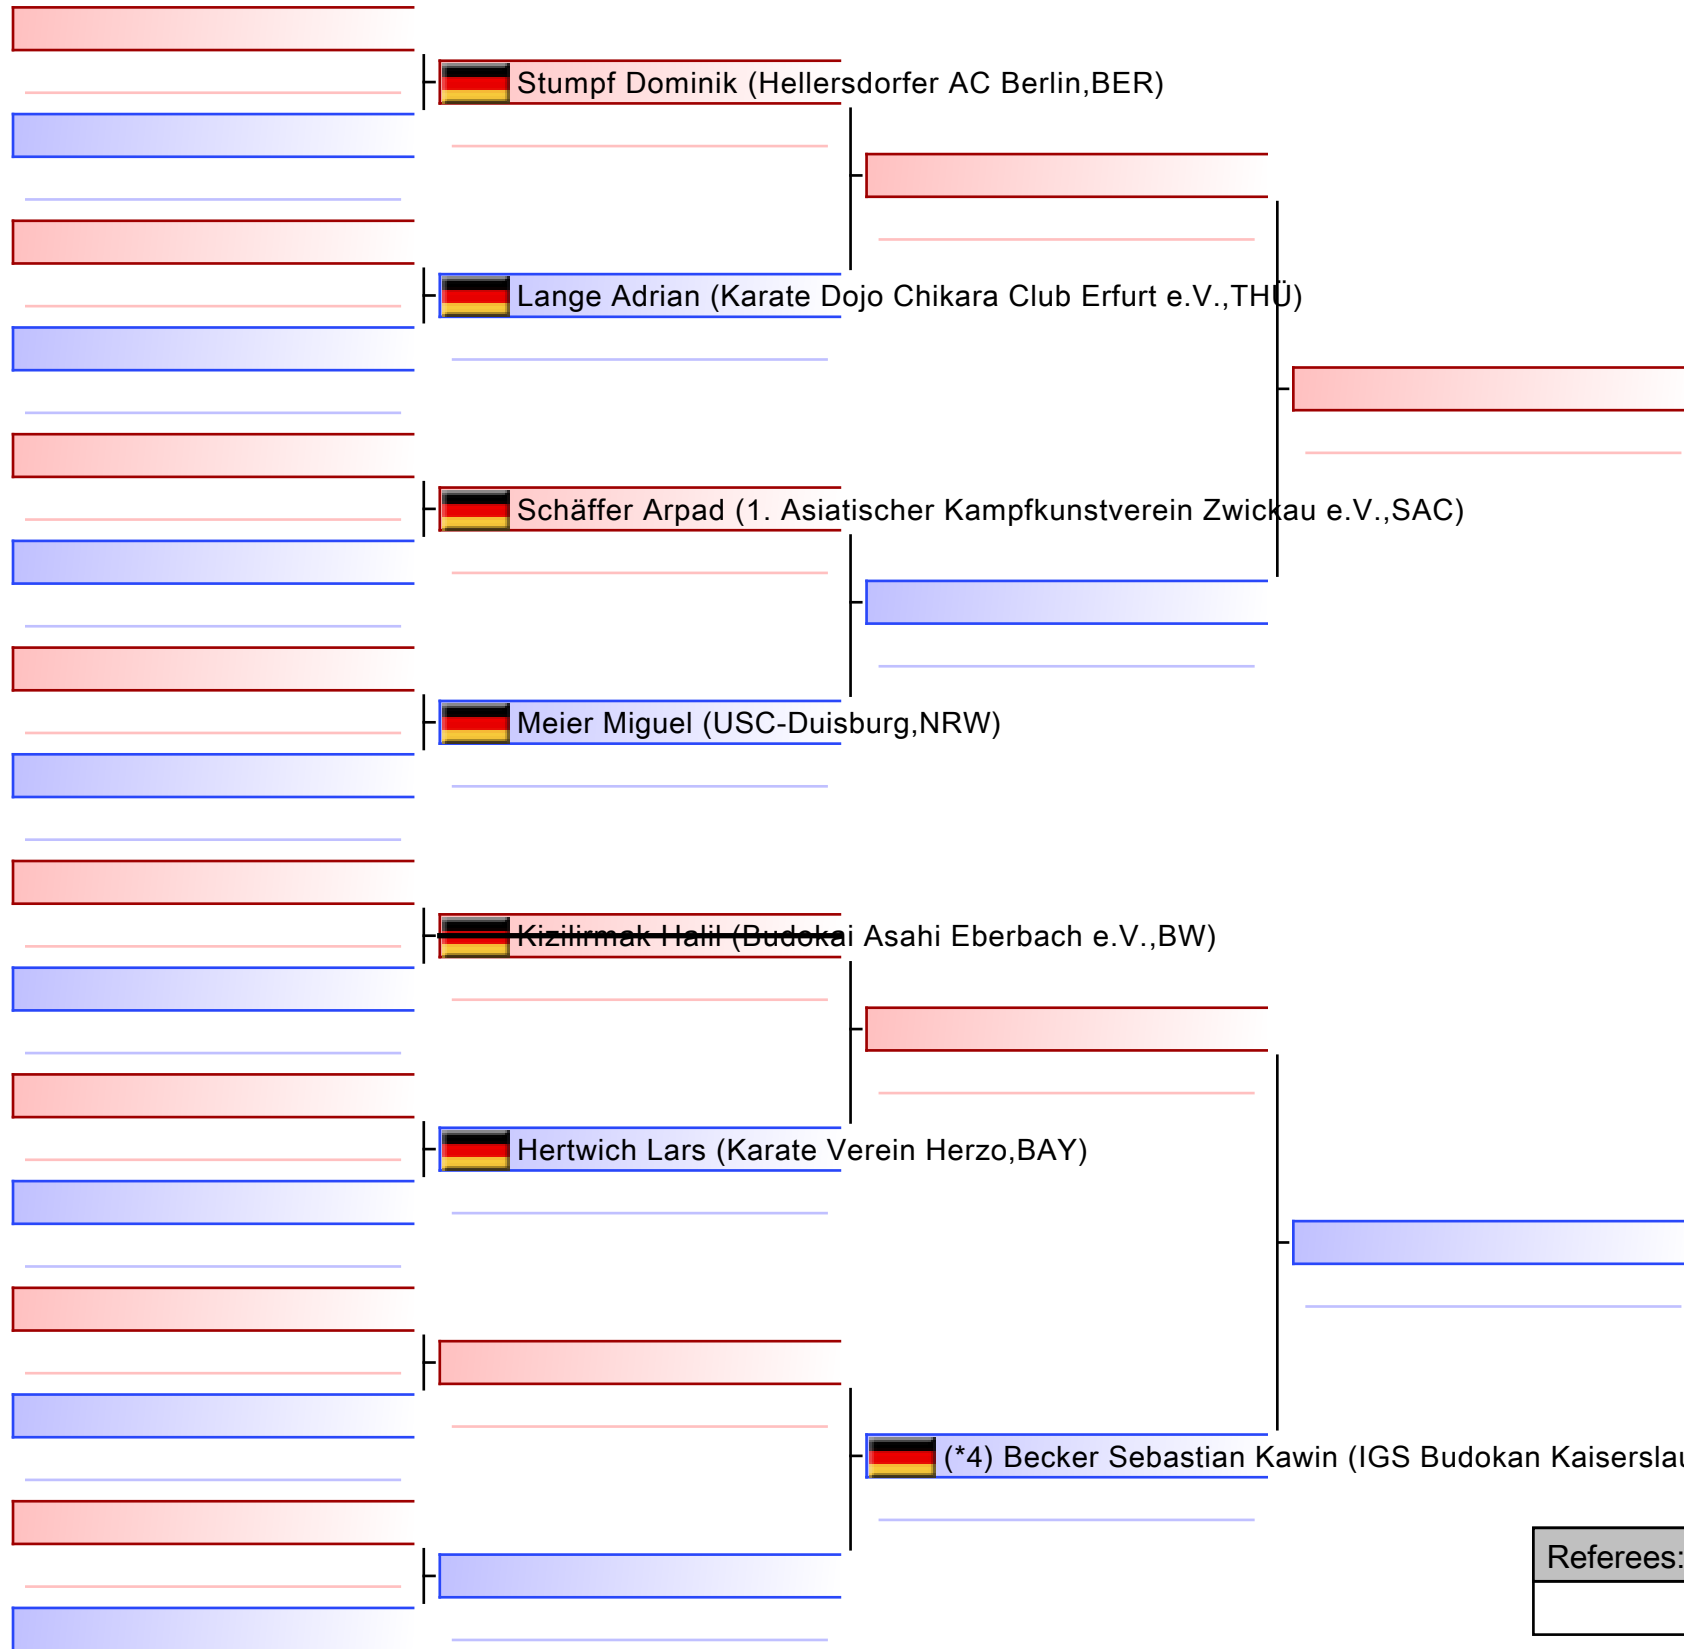 Stumpf Dominik (Hellersdorfer AC Berlin,BER)
Lange Adrian (Karate Dojo Chikara Club Erfurt e.V.,THÜ)
Schäffer Arpad (1. Asiatischer Kampfkunstverein Zwickau e.V.,SAC)
Meier Miguel (USC-Duisburg,NRW)
Kizilirmak Halil (Budokai Asahi Eberbach e.V.,BW)
Hertwich Lars (Karate Verein Herzo,BAY)
(*4) Becker Sebastian Kawin (IGS Budokan Kaiserslau
Referees: